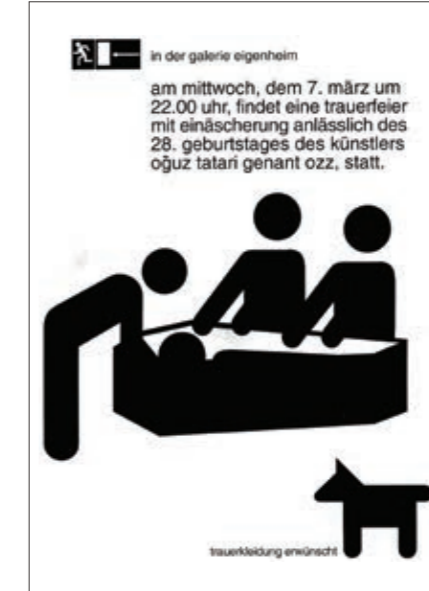 in der galerie eigenheim
am mittwoch, dem 7. märz um
22.00 uhr, findet eine trauerfeier
mit einäscherung anlässlich des
28. geburtstages des künstlers
oğuz tatari genant ozz, statt.
trauerkleidung erwünscht